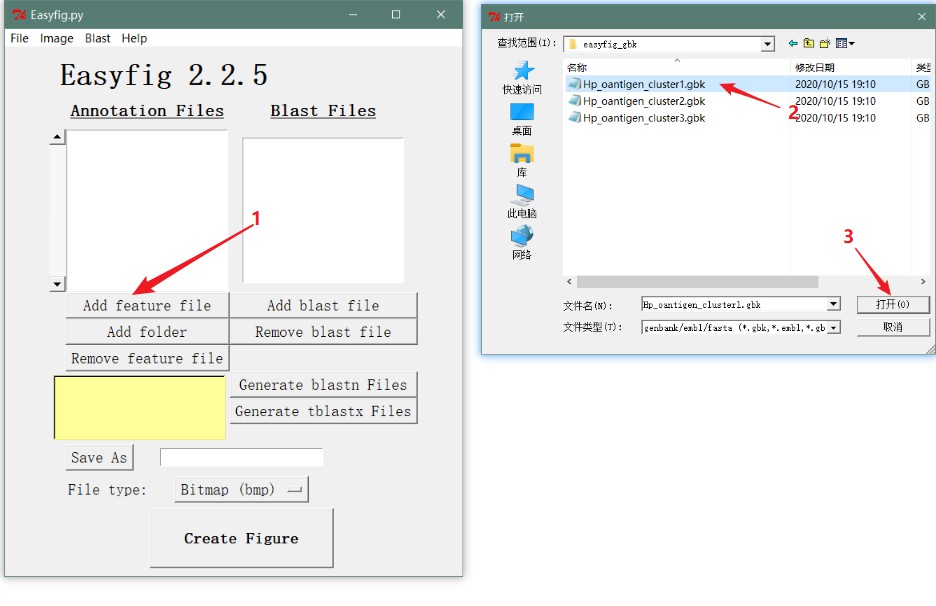 Easyfig.py
File Image Blast Help
Easyfig 2.2.5
Annotation Files Blast Files
1
Add feature file Add blast file
Add folder Remove blast file
Remove feature file
Generate blastn Files
Generate tblastx Files
Save As
File type: Bitmap (bmp)
Create Figure
打开
查找范围(I): easyfig_gbk
名称 修改日期 类型
Hp_oantigen_cluster1.gbk 2020/10/15 19:10 GB
Hp_oantigen_cluster2.gbk 2020/10/15 19:10 GB
Hp_oantigen_cluster3.gbk 2020/10/15 19:10 GB
2
快速访问
桌面
库
此电脑
网络
3
文件名(N): Hp_oantigen_cluster1.gbk 打开(O)
文件类型(T): genbank/embl/fasta (*.gbk,*.embl,*.gb 取消